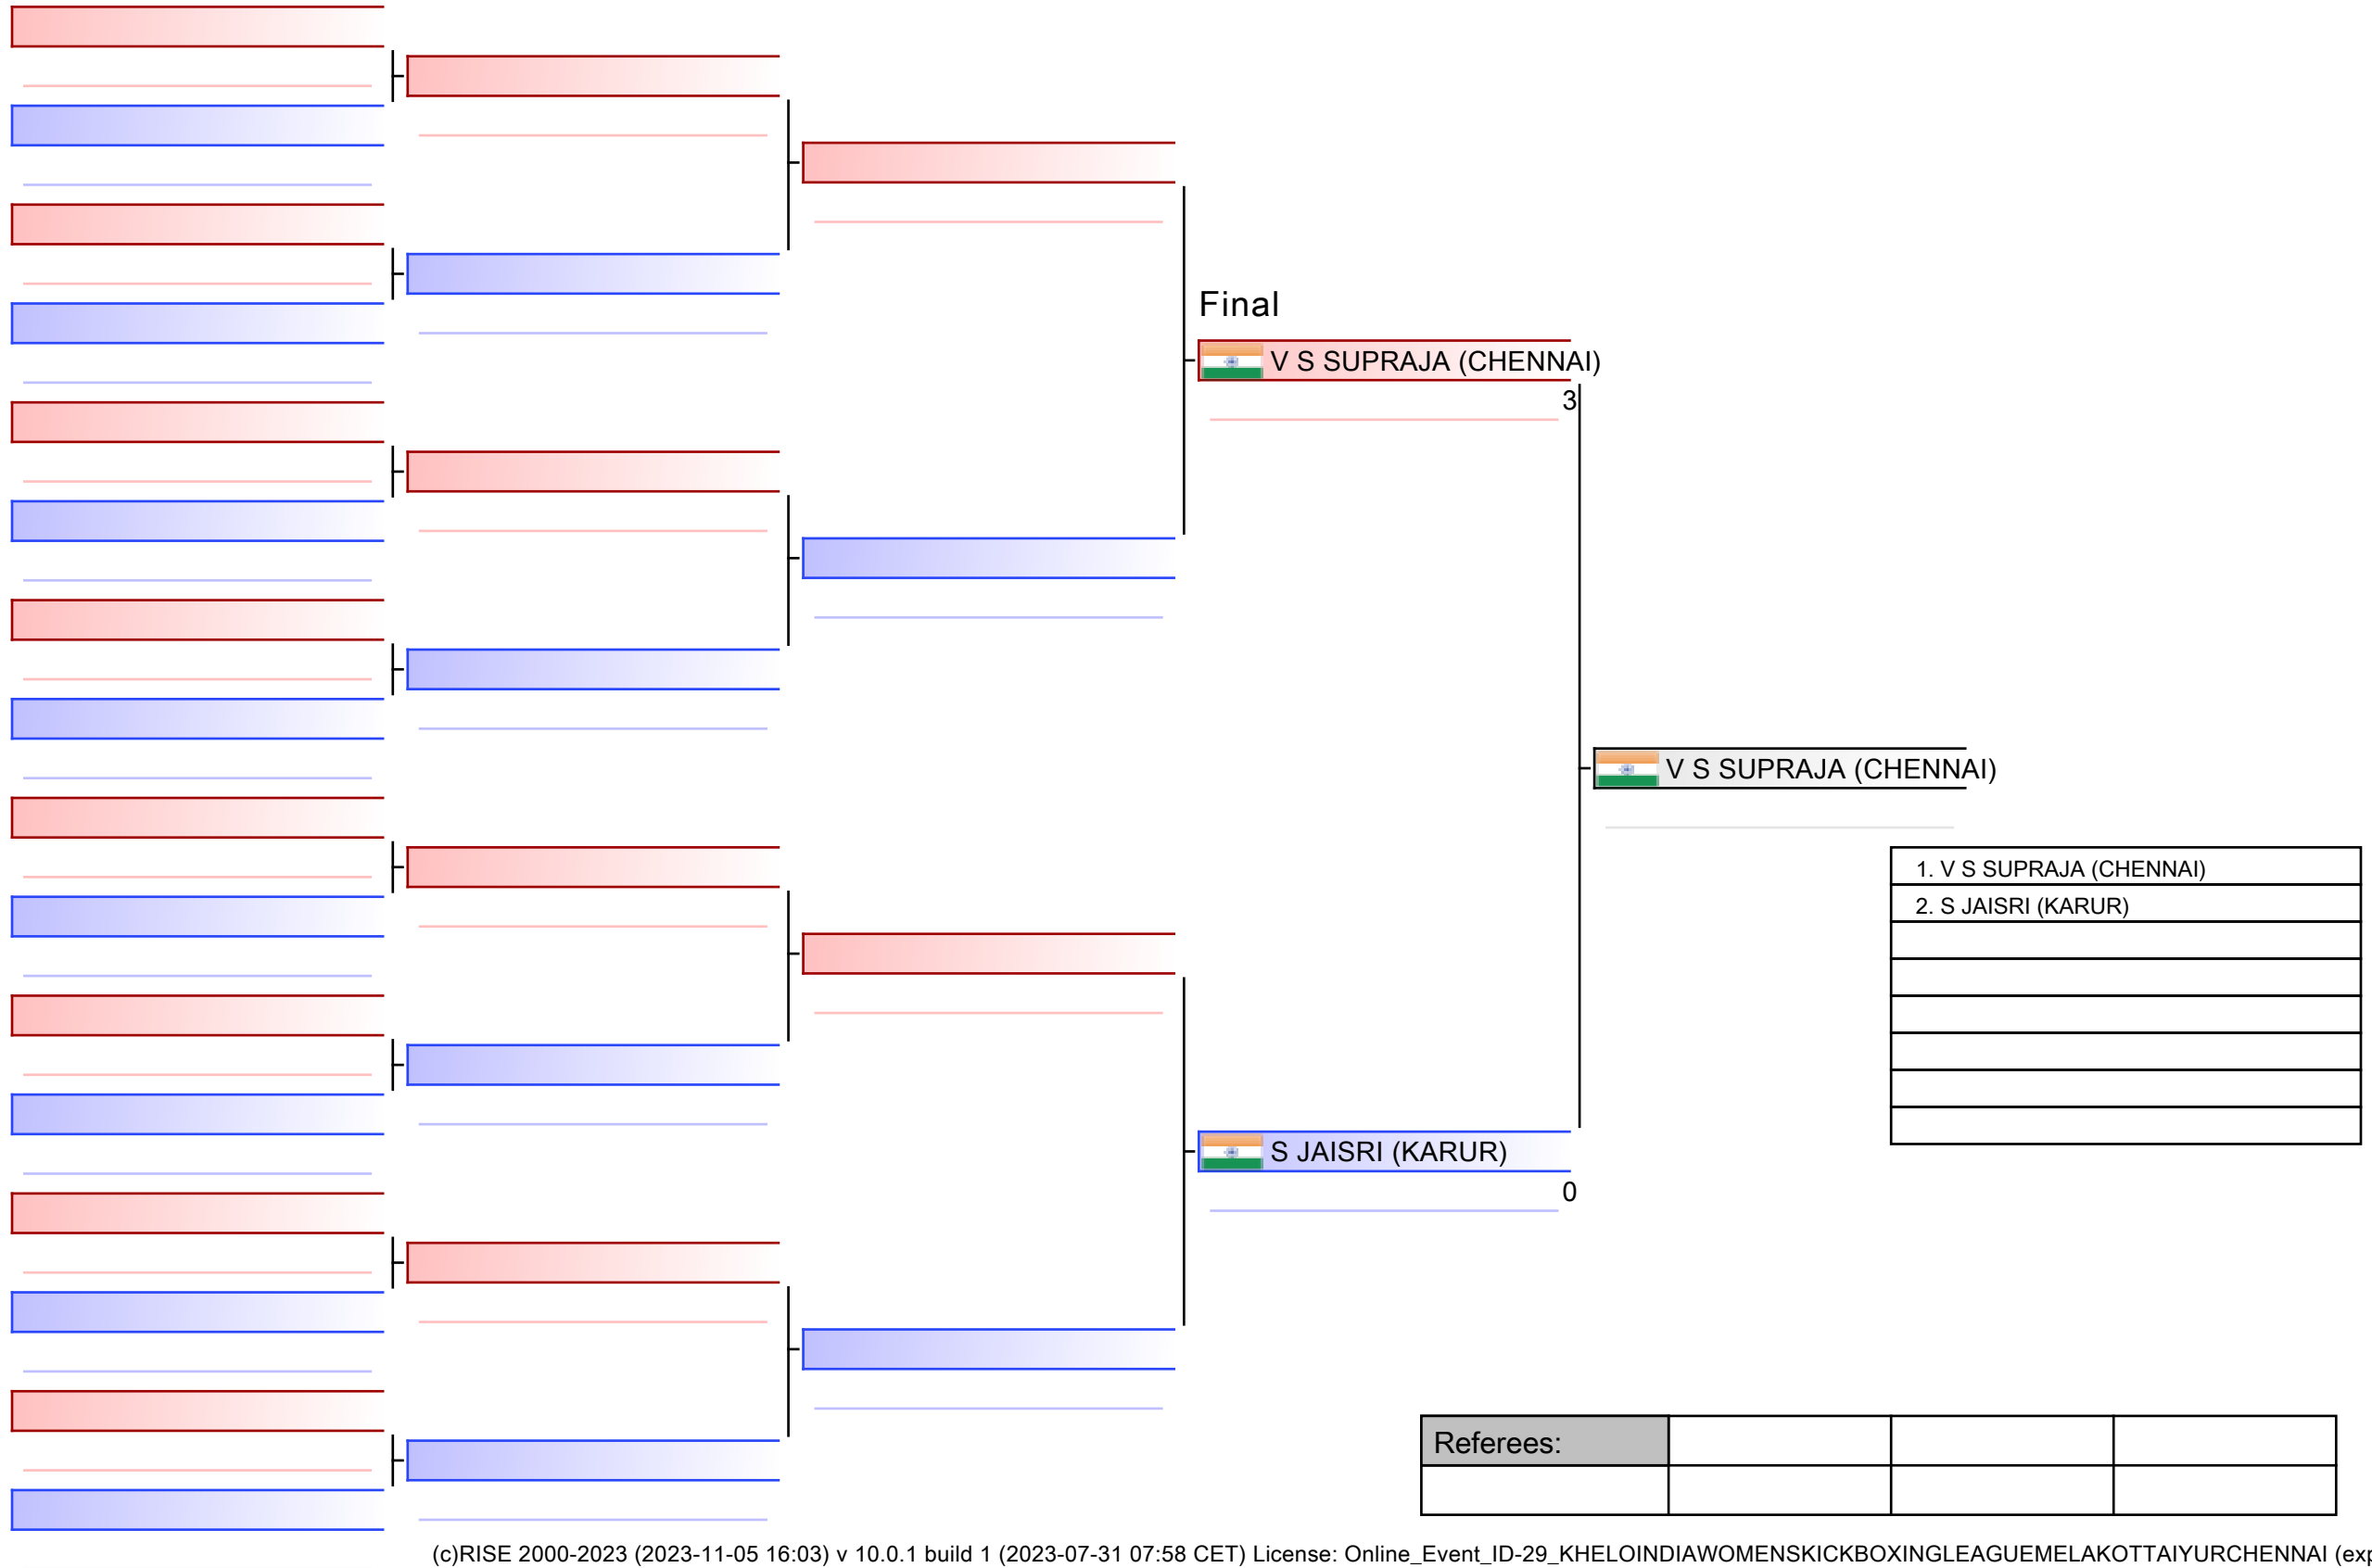 Final
V S SUPRAJA (CHENNAI)
3
V S SUPRAJA (CHENNAI)
1. V S SUPRAJA (CHENNAI)
2. S JAISRI (KARUR)
S JAISRI (KARUR)
0
Referees:
(c)RISE 2000-2023 (2023-11-05 16:03) v 10.0.1 build 1 (2023-07-31 07:58 CET) License: Online_Event_ID-29_KHELOINDIAWOMENSKICKBOXINGLEAGUEMELAKOTTAIYURCHENNAI (exp